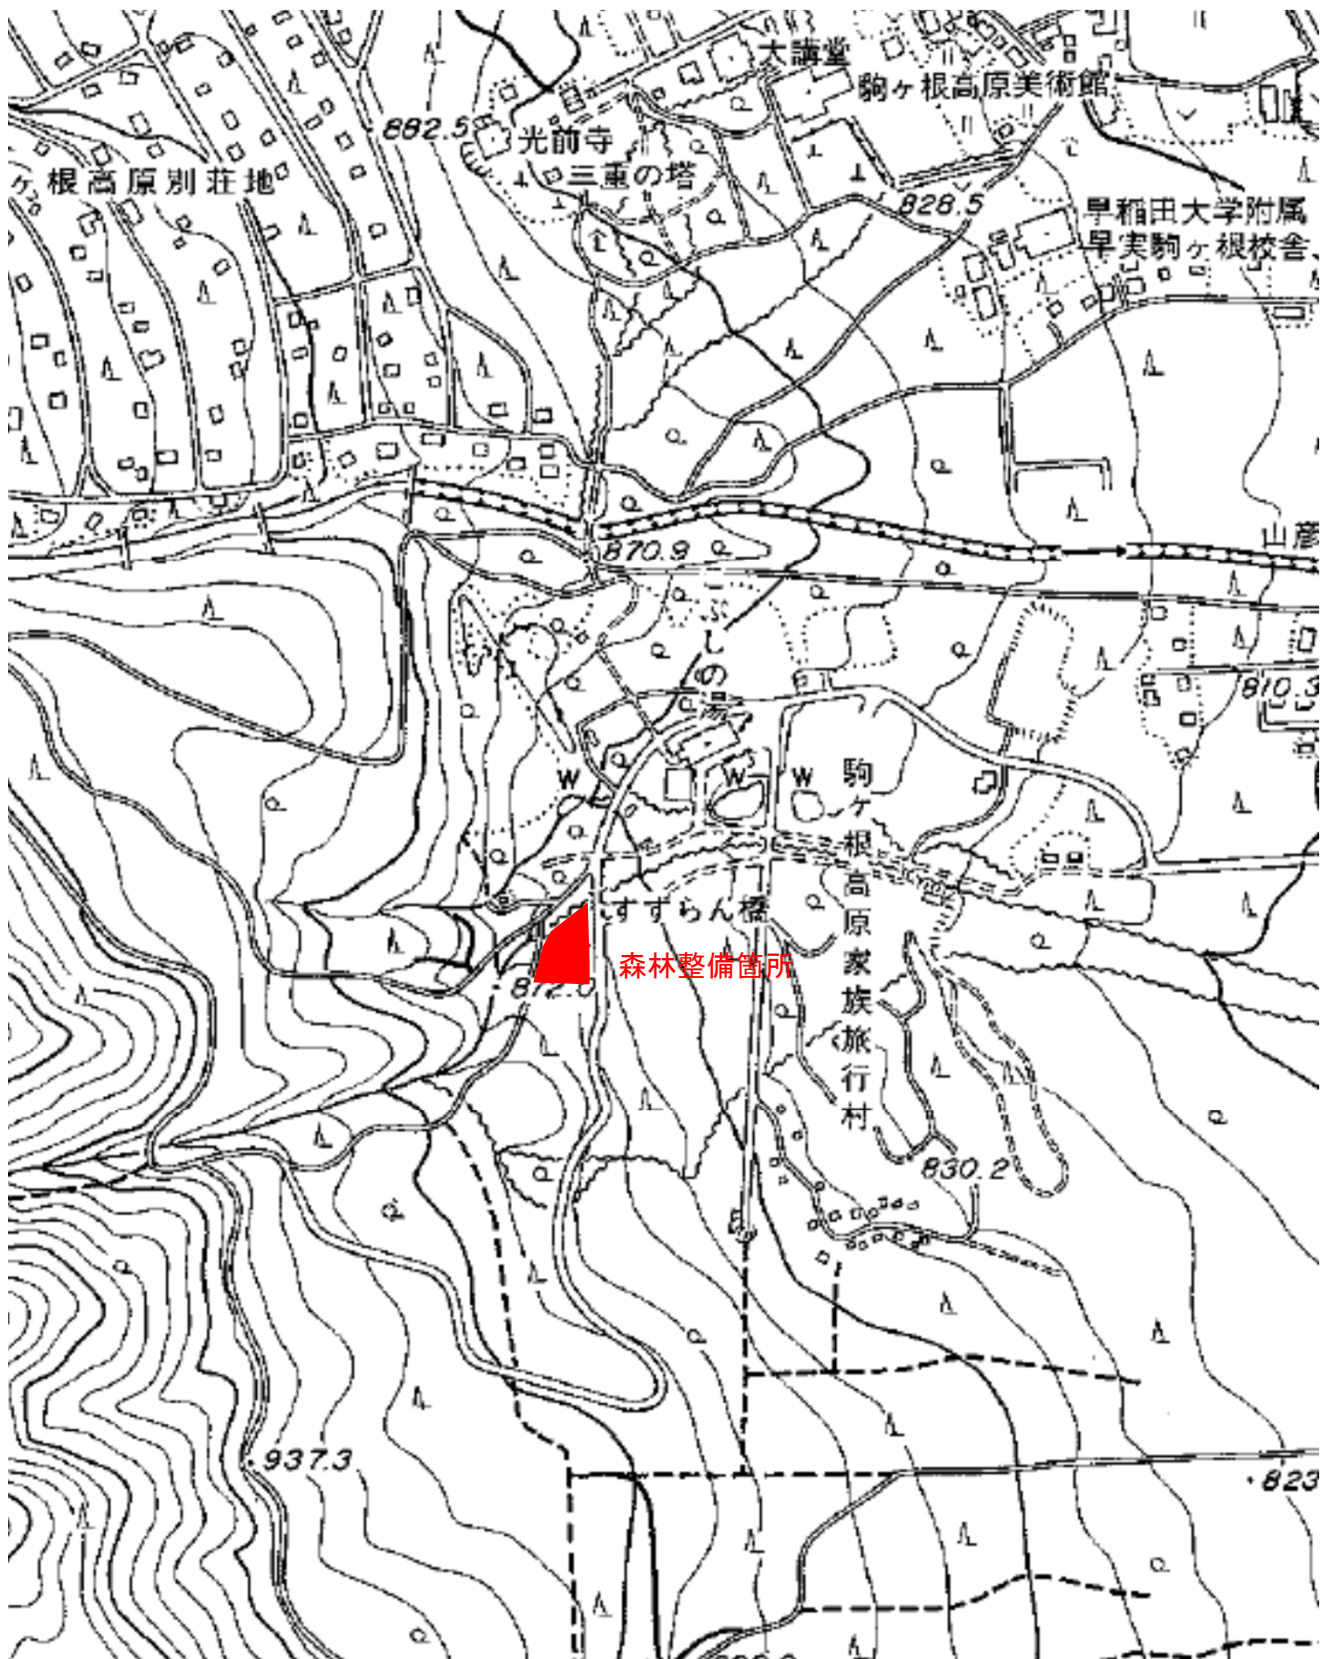 大講堂
駒ヶ根高原美術館
882.5
光前寺
三重の塔
ヶ根高原別荘地
828.5
早稲田大学附属
早実駒ヶ根校舎
山彦
870.9
こぶしの湯
810.3
W
W
W
駒ヶ根高原家族旅行村
すずらん橋
森林整備箇所
872.0
830.2
937.3
823